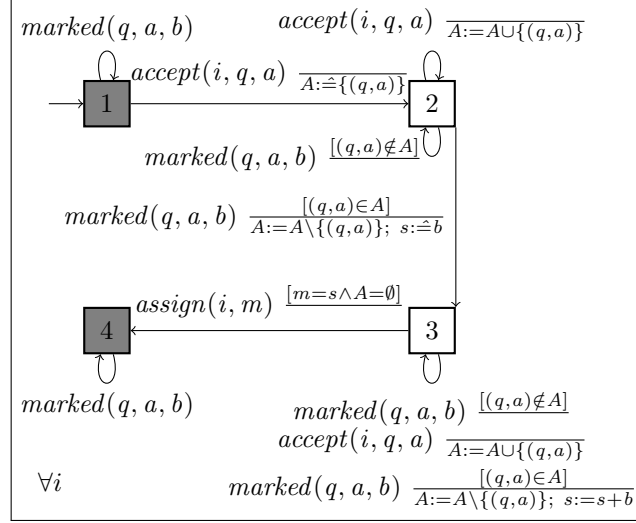 marked(q, a, b)
accept(i, q, a) / A:=A∪{(q,a)}
1
accept(i, q, a) / A:=̂{(q,a)}
2
marked(q, a, b) [(q,a)∉A]
marked(q, a, b) [(q,a)∈A] / A:=A\{(q,a)}; s:=̂b
4
assign(i, m) [m=s∧A=∅]
3
marked(q, a, b)
marked(q, a, b) [(q,a)∉A]
accept(i, q, a) / A:=A∪{(q,a)}
∀i
marked(q, a, b) [(q,a)∈A] / A:=A\{(q,a)}; s:=s+b